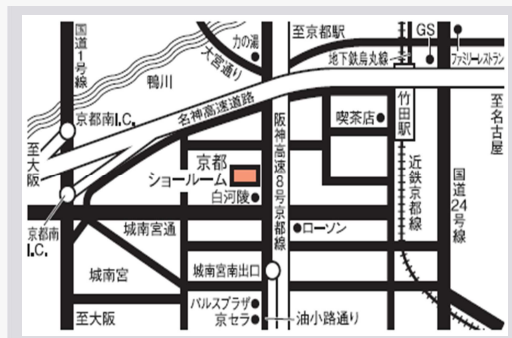 国道1号線
力の湯
大宮通り
至京都駅
GS
地下鉄烏丸線
ファミリーレストラン
鴨川
名神高速道路
京都南I.C.
至大阪
喫茶店
竹田駅
至名古屋
阪神高速8号京都線
京都
ショールーム
白河陵
近鉄京都線
国道24号線
京都南
I.C.
城南宮通
ローソン
城南宮
城南宮南出口
パルスプラザ
京セラ
油小路通り
至大阪